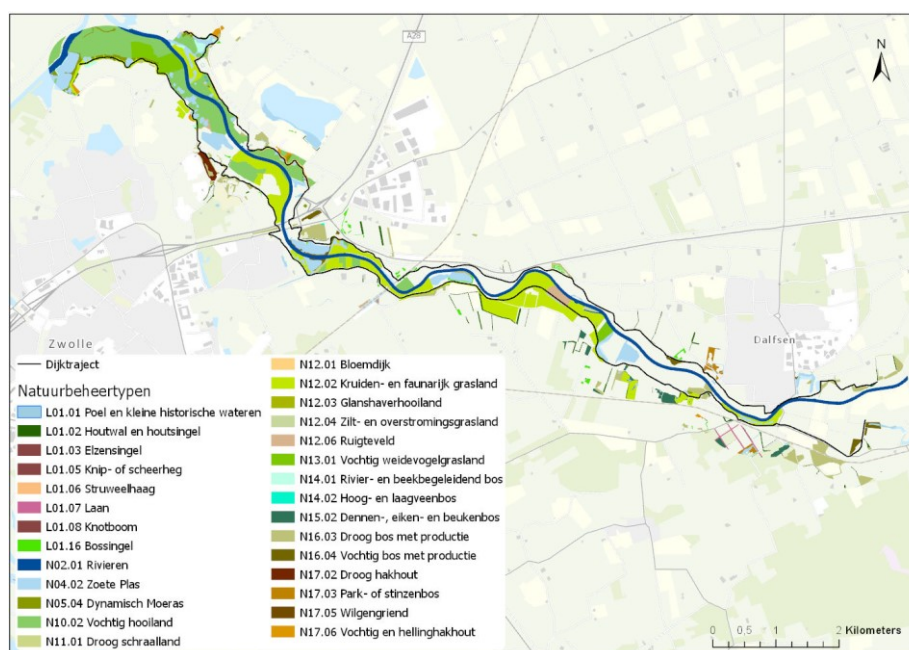 A28
N
Zwolle
Dalfsen
Dijktraject
Natuurbeheertypen
L01.01 Poel en kleine historische wateren
L01.02 Houtwal en houtsingel
L01.03 Elzensingel
L01.05 Knip- of scheerheg
L01.06 Struweelhaag
L01.07 Laan
L01.08 Knotboom
L01.16 Bossingel
N02.01 Rivieren
N04.02 Zoete Plas
N05.04 Dynamisch Moeras
N10.02 Vochtig hooiland
N11.01 Droog schraalland
N12.01 Bloemdijk
N12.02 Kruiden- en faunarijk grasland
N12.03 Glanshaverhooiland
N12.04 Zilt- en overstromingsgrasland
N12.06 Ruigteveld
N13.01 Vochtig weidevogelgrasland
N14.01 Rivier- en beekbegeleidend bos
N14.02 Hoog- en laagveenbos
N15.02 Dennen-, eiken- en beukenbos
N16.03 Droog bos met productie
N16.04 Vochtig bos met productie
N17.02 Droog hakhout
N17.03 Park- of stinzenbos
N17.05 Wilgengriend
N17.06 Vochtig en hellinghakhout
0 0,5 1 2 Kilometers